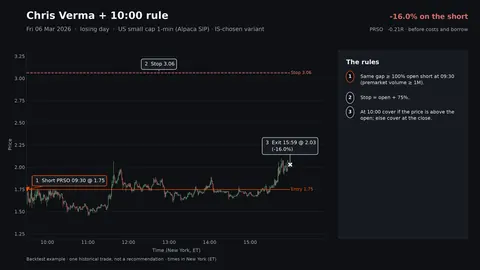 Chris Verma + 10:00 rule
-16.0% on the short
Fri 06 Mar 2026 · losing day · US small cap 1-min (Alpaca SIP) · IS-chosen variant
PRSO · -0.21R · before costs and borrow
The rules
1 Same gap ≥ 100% open short at 09:30
(premarket volume ≥ 1M).
2 Stop = open + 75%.
3 At 10:00 cover if the price is above the
open; else cover at the close.
3.25
3.00
2.75
2.50
2.25
2.00
1.75
1.50
1.25
Price
2 Stop 3.06
Stop 3.06
3 Exit 15:59 @ 2.03
(-16.0%)
1 Short PRSO 09:30 @ 1.75
Entry 1.75
10:00
11:00
12:00
13:00
14:00
15:00
Time (New York, ET)
Backtest example · one historical trade, not a recommendation · times in New York (ET)